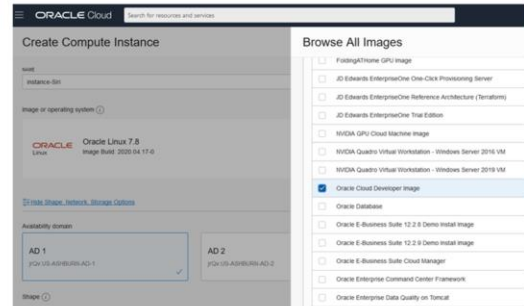 ORACLE Cloud
Search for resources and services
Create Compute Instance
NAME
Image or operating system
ORACLE
Linux
Oracle Linux 7.8
Image Build: 2020.04.17-0
Hide Shape, Network, Storage Options
Availability domain
AD 1
AD 2
Shape
Browse All Images
FoldingATHome GPU Image
JD Edwards EnterpriseOne One-Click Provisioning Server
JD Edwards EnterpriseOne Reference Architecture (Terraform)
JD Edwards EnterpriseOne Trial Edition
NVIDIA GPU Cloud Machine Image
NVIDIA Quadro Virtual Workstation - Windows Server 2016 VM
NVIDIA Quadro Virtual Workstation - Windows Server 2019 VM
Oracle Cloud Developer Image
Oracle Database
Oracle E-Business Suite 12.2.8 Demo Install Image
Oracle E-Business Suite 12.2.9 Demo Install Image
Oracle E-Business Suite Cloud Manager
Oracle Enterprise Command Center Framework
Oracle Enterprise Data Quality on Tomcat